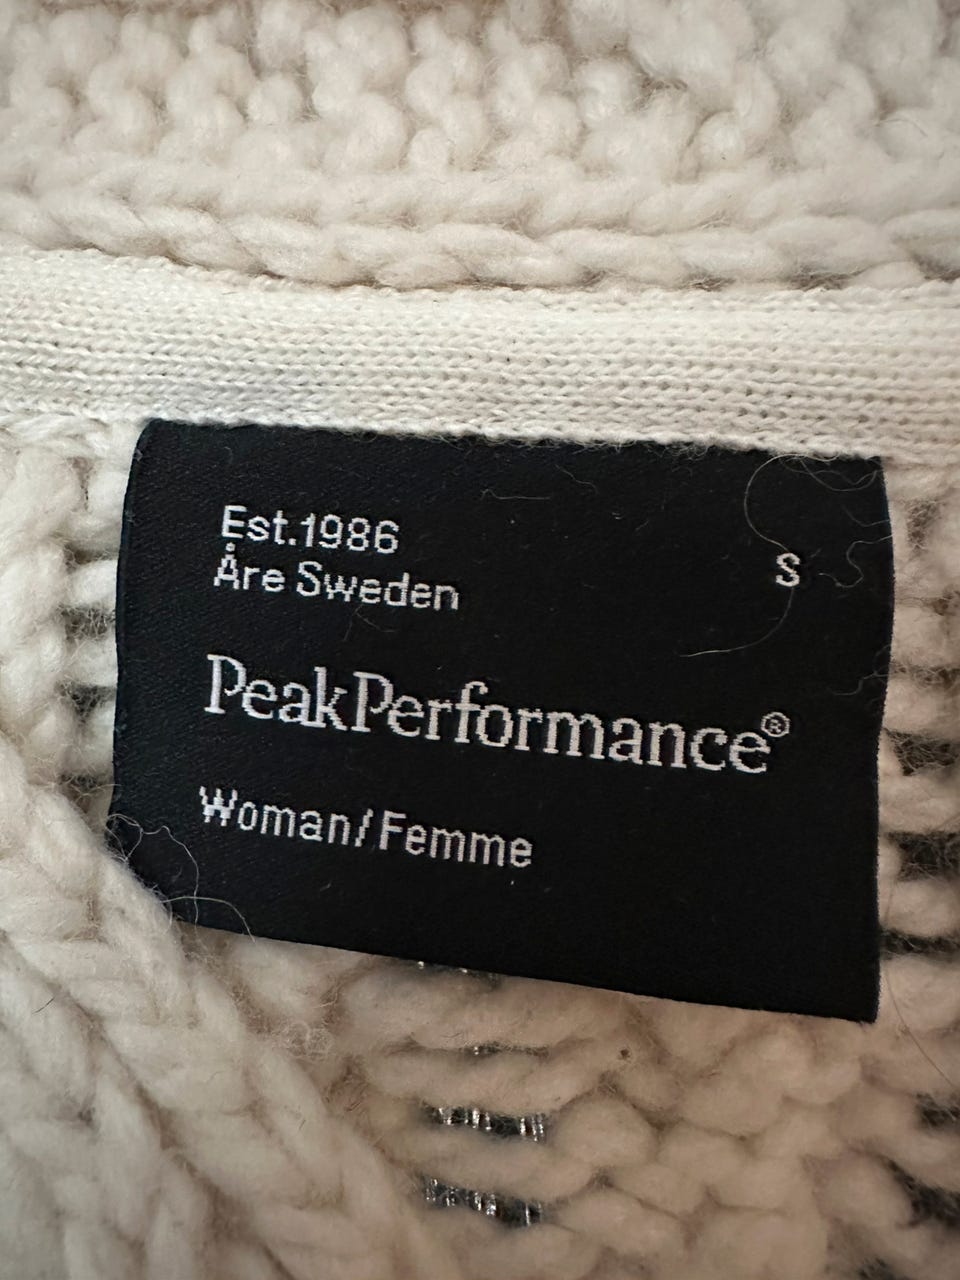 Est.1986
Åre Sweden
S
PeakPerformance®
Woman/Femme